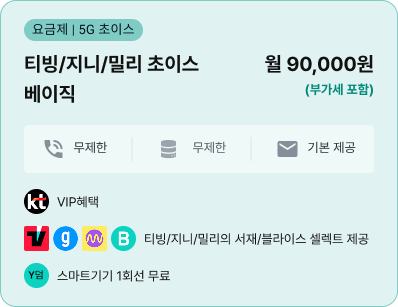 요금제 | 5G 초이스
티빙/지니/밀리 초이스
베이직
월 90,000원
(부가세 포함)
무제한
무제한
기본 제공
kt
VIP혜택
g
B
티빙/지니/밀리의 서재/블라이스 셀렉트 제공
Y덤
스마트기기 1회선 무료